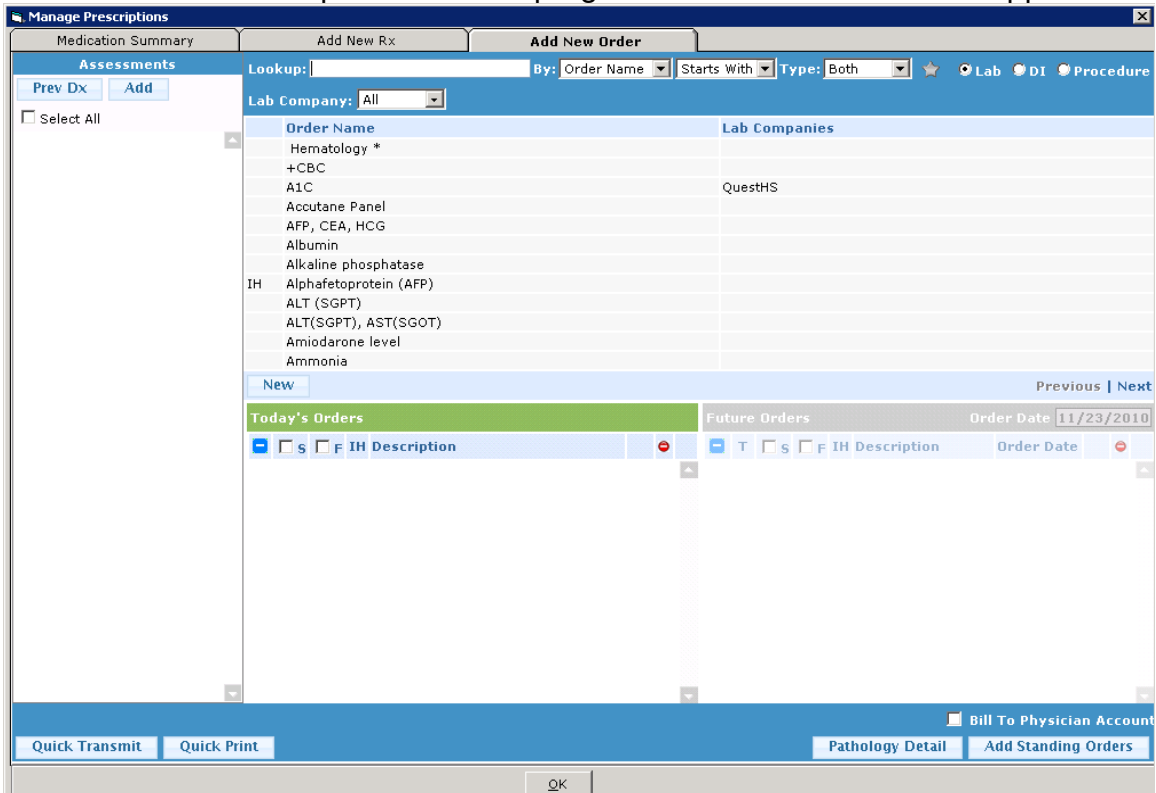 Manage Prescriptions
Medication Summary Add New Rx Add New Order
Assessments
Prev Dx Add
Select All
Lookup: By: Order Name Starts With Type: Both Lab DI Procedure
Lab Company: All
Order Name Lab Companies
Hematology *
+CBC
A1C QuestHS
Accutane Panel
AFP, CEA, HCG
Albumin
Alkaline phosphatase
IH Alphafetoprotein (AFP)
ALT (SGPT)
ALT(SGPT), AST(SGOT)
Amiodarone level
Ammonia
New Previous | Next
Today's Orders Future Orders Order Date 11/23/2010
S F IH Description T S F IH Description Order Date
Bill To Physician Account
Quick Transmit Quick Print Pathology Detail Add Standing Orders
OK